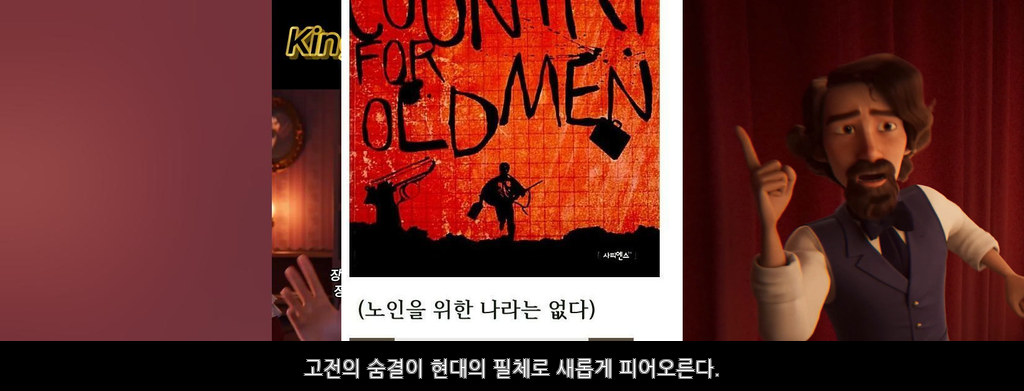 COUNTRY
FOR
OLD MEN
사피엔스
(노인을 위한 나라는 없다)
고전의 숨결이 현대의 필체로 새롭게 피어오른다.